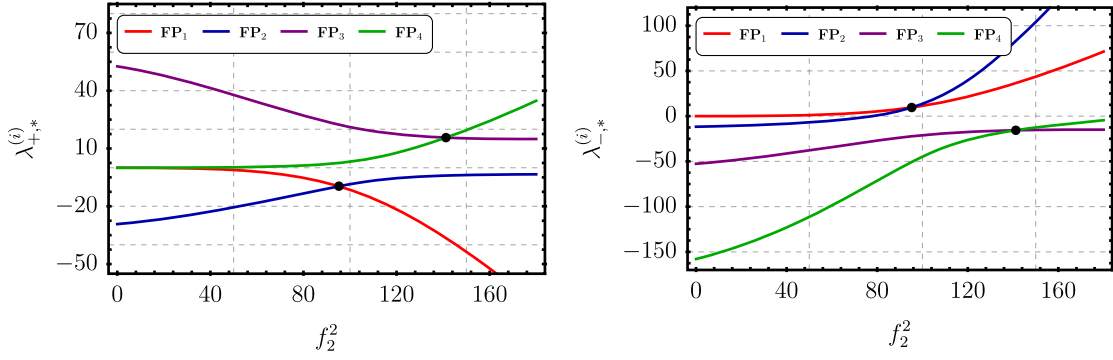 FP₁ FP₂ FP₃ FP₄
70
40
10
−20
−50
λ₊,∗⁽ⁱ⁾
0 40 80 120 160
f₂²
FP₁ FP₂ FP₃ FP₄
100
50
0
−50
−100
−150
λ₋,∗⁽ⁱ⁾
0 40 80 120 160
f₂²